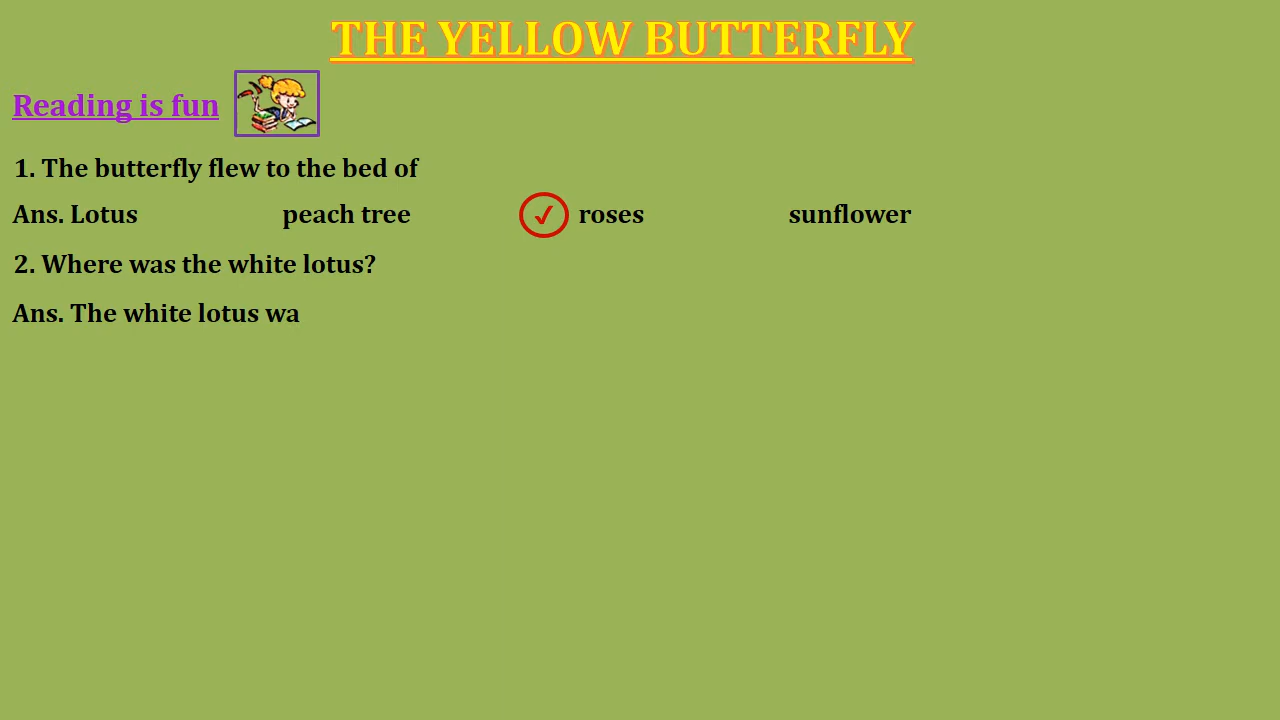 THE YELLOW BUTTERFLY
Reading is fun
1. The butterfly flew to the bed of
Ans. Lotus peach tree ✓ roses sunflower
2. Where was the white lotus?
Ans. The white lotus wa